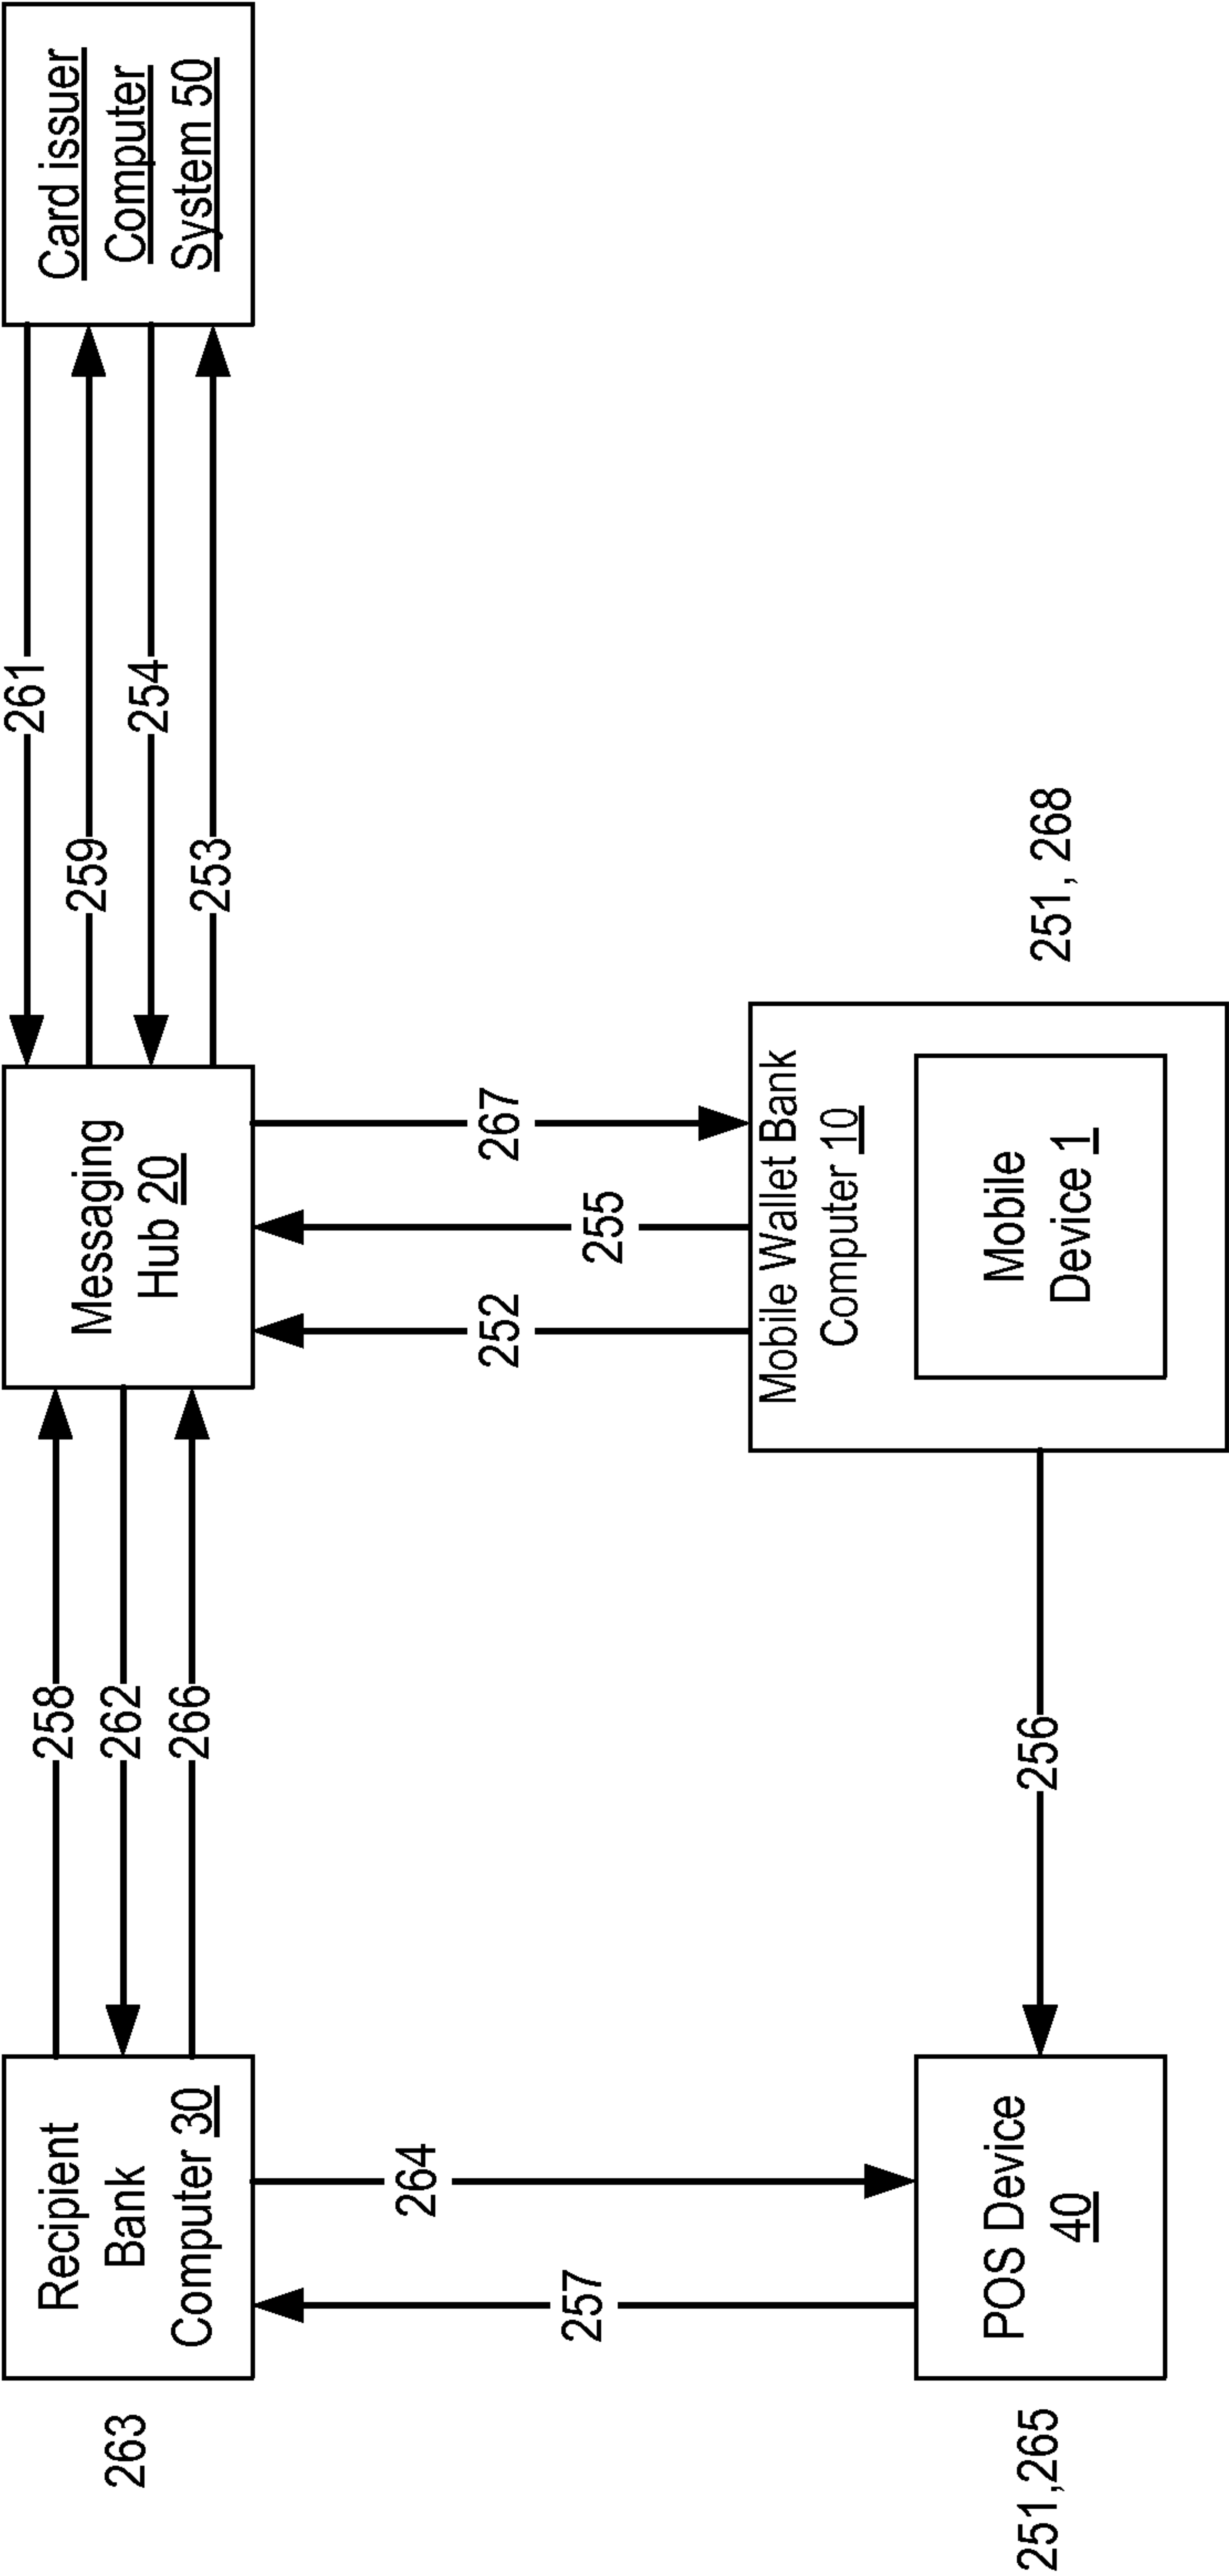 263
Recipient
Bank
Computer 30
258
262
266
Messaging
Hub 20
261
259
254
253
Card issuer
Computer
System 50
257
264
252
255
267
251,265
POS Device
40
256
Mobile Wallet Bank
Computer 10
Mobile
Device 1
251, 268